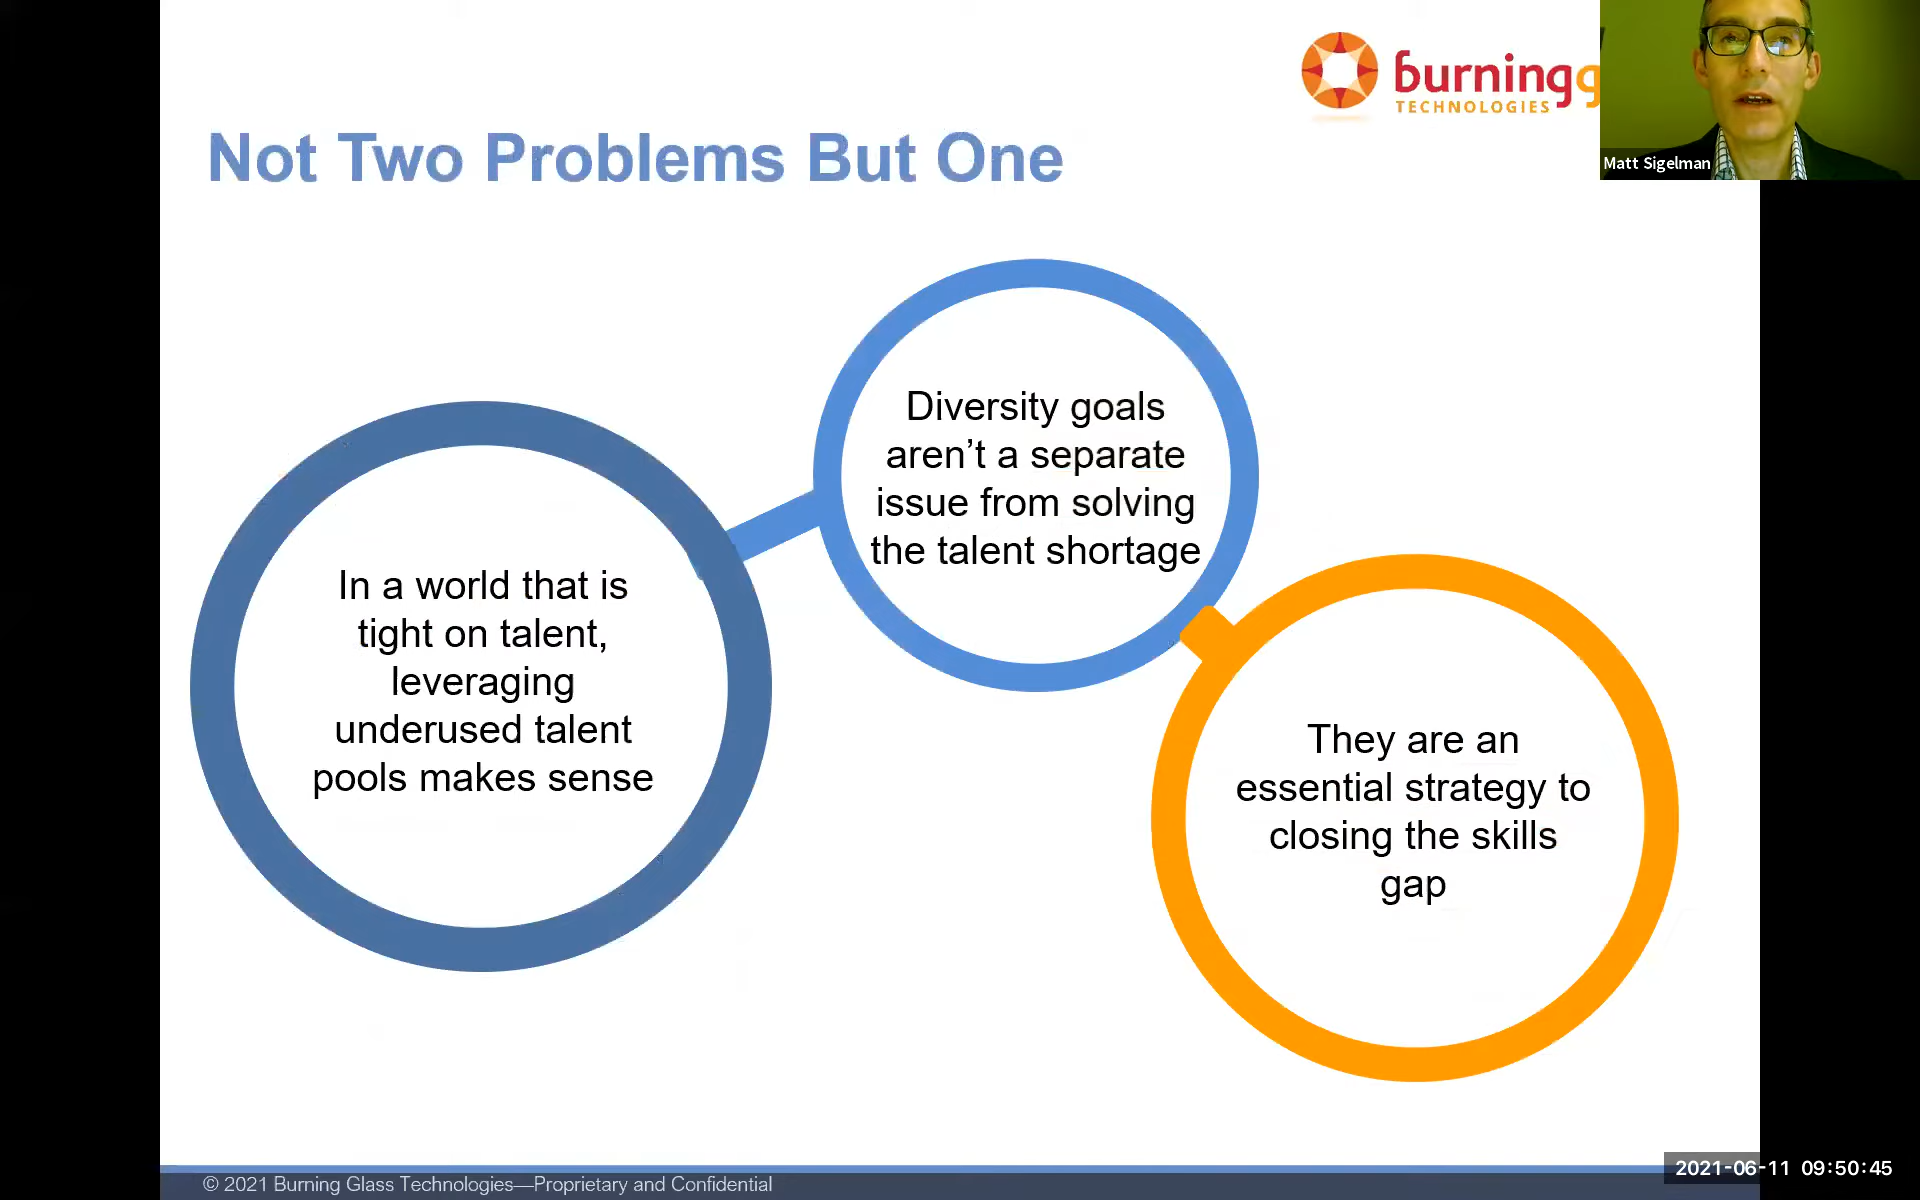 burningg
TECHNOLOGIES
Matt Sigelman
Not Two Problems But One
In a world that is
tight on talent,
leveraging
underused talent
pools makes sense
Diversity goals
aren’t a separate
issue from solving
the talent shortage
They are an
essential strategy to
closing the skills
gap
© 2021 Burning Glass Technologies—Proprietary and Confidential
2021-06-11 09:50:45